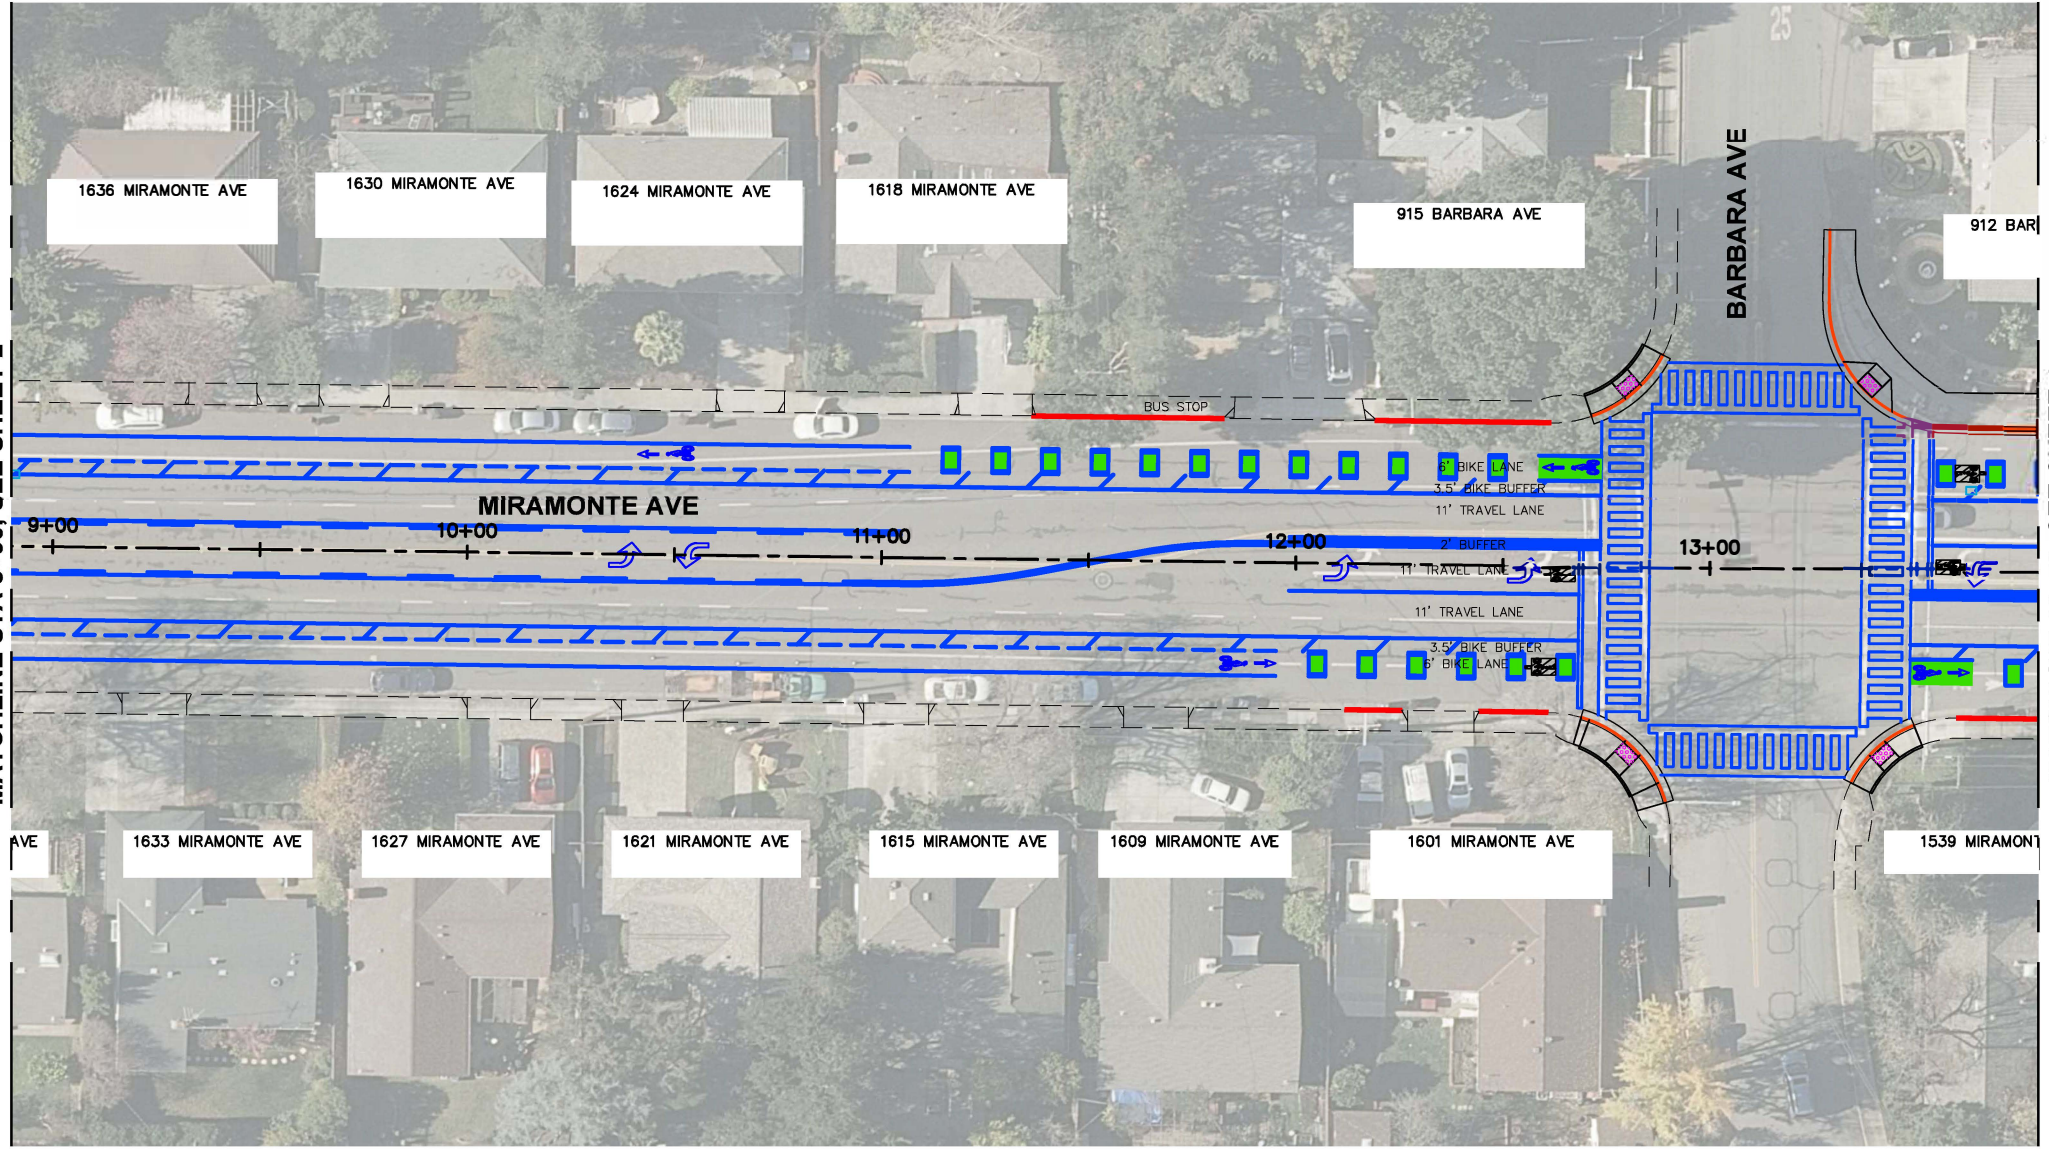 25
BARBARA AVE
1636 MIRAMONTE AVE
1630 MIRAMONTE AVE
1624 MIRAMONTE AVE
1618 MIRAMONTE AVE
915 BARBARA AVE
912 BAR
BUS STOP
6' BIKE LANE
3.5' BIKE BUFFER
MIRAMONTE AVE
11' TRAVEL LANE
9+00
10+00
11+00
12+00
2' BUFFER
13+00
11' TRAVEL LANE
11' TRAVEL LANE
3.5' BIKE BUFFER
6' BIKE LANE
AVE
1633 MIRAMONTE AVE
1627 MIRAMONTE AVE
1621 MIRAMONTE AVE
1615 MIRAMONTE AVE
1609 MIRAMONTE AVE
1601 MIRAMONTE AVE
1539 MIRAMONT